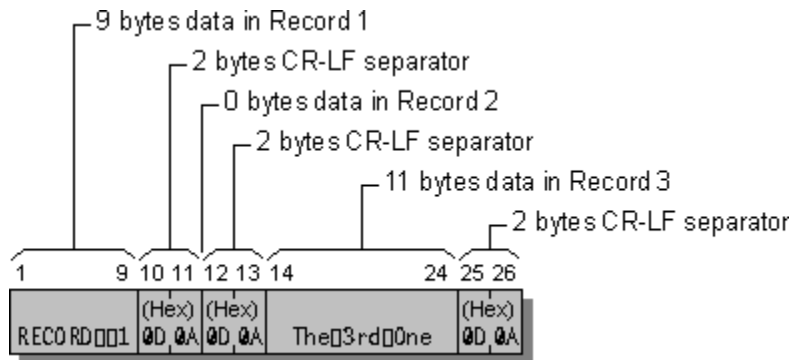 9 bytes data in Record 1
2 bytes CR-LF separator
0 bytes data in Record 2
2 bytes CR-LF separator
11 bytes data in Record 3
2 bytes CR-LF separator
1 9 10 11 12 13 14 24 25 26
(Hex) (Hex) (Hex)
RECORD▯▯1 0D 0A 0D 0A The▯3rd▯One 0D 0A